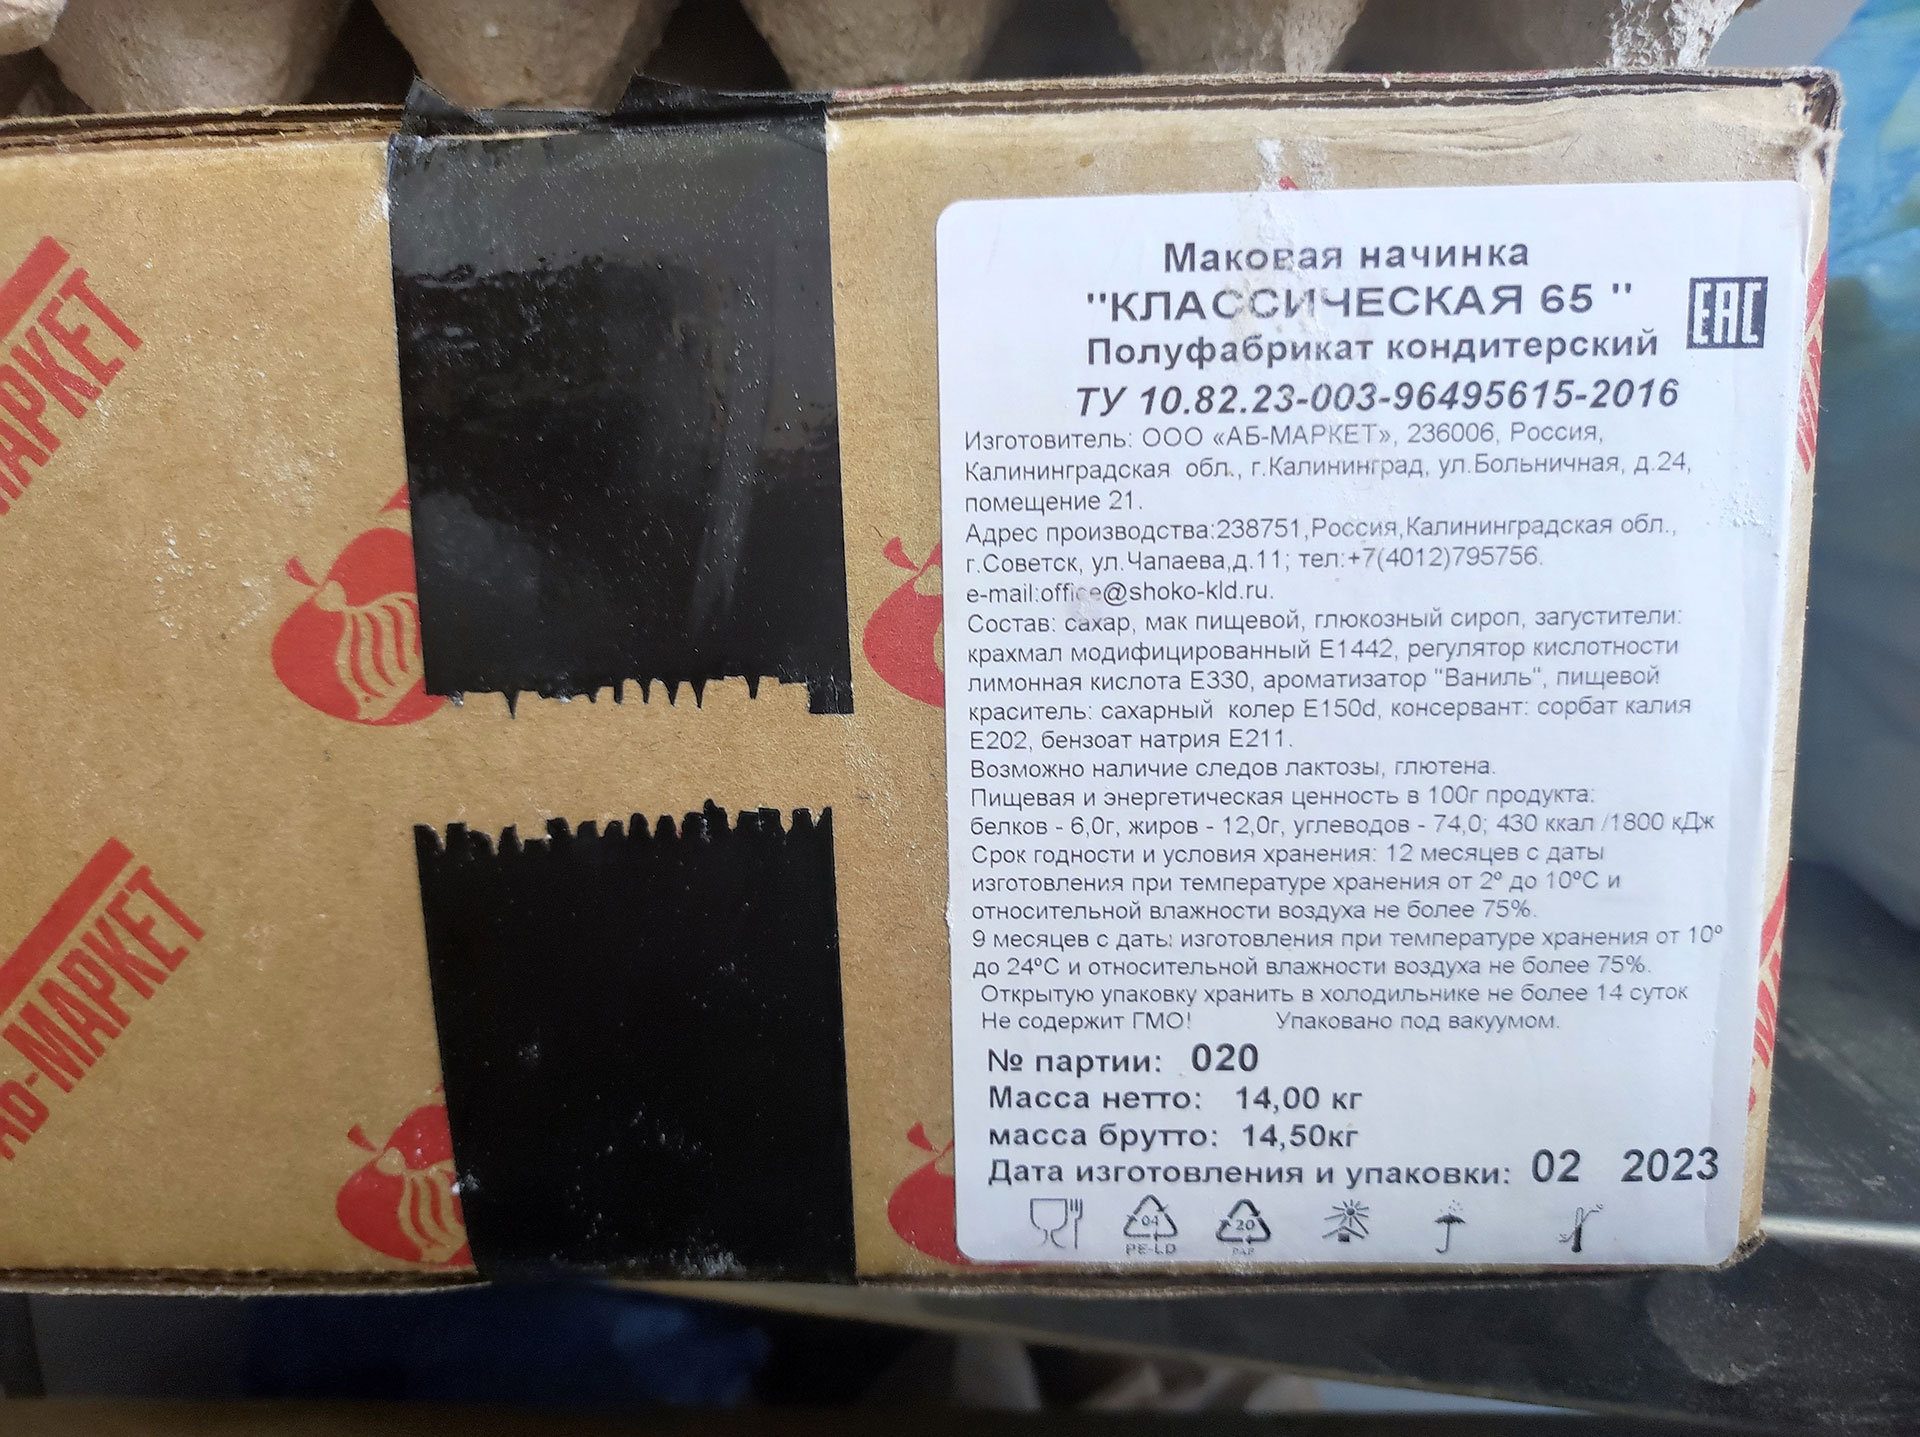 МАРКЕТ
АБ-МАРКЕТ
Маковая начинка
"КЛАССИЧЕСКАЯ 65 "
Полуфабрикат кондитерский
EAC
ТУ 10.82.23-003-96495615-2016
Изготовитель: ООО «АБ-МАРКЕТ», 236006, Россия,
Калининградская обл., г.Калининград, ул.Больничная, д.24,
помещение 21.
Адрес производства:238751,Россия,Калининградская обл.,
г.Советск, ул.Чапаева,д.11; тел:+7(4012)795756.
e-mail:office@shoko-kld.ru.
Состав: сахар, мак пищевой, глюкозный сироп, загустители:
крахмал модифицированный Е1442, регулятор кислотности
лимонная кислота Е330, ароматизатор "Ваниль", пищевой
краситель: сахарный колер Е150d, консервант: сорбат калия
Е202, бензоат натрия Е211.
Возможно наличие следов лактозы, глютена.
Пищевая и энергетическая ценность в 100г продукта:
белков - 6,0г, жиров - 12,0г, углеводов - 74,0; 430 ккал /1800 кДж
Срок годности и условия хранения: 12 месяцев с даты
изготовления при температуре хранения от 2º до 10ºС и
относительной влажности воздуха не более 75%.
9 месяцев с даты изготовления при температуре хранения от 10º
до 24ºС и относительной влажности воздуха не более 75%.
Открытую упаковку хранить в холодильнике не более 14 суток
Не содержит ГМО! Упаковано под вакуумом.
№ партии: 020
Масса нетто: 14,00 кг
масса брутто: 14,50кг
Дата изготовления и упаковки: 02 2023
04 20
PE-LD PAP